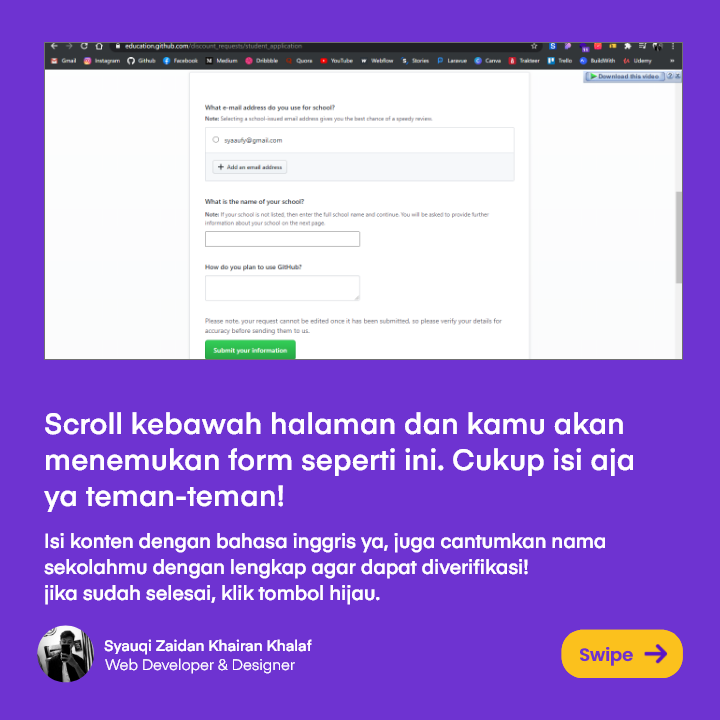 education.github.com/discount_requests/student_application
Gmail Instagram Github Facebook Medium Dribbble Quora YouTube Webflow Stories Laravue Canva Trakteer Trello BuildWith Udemy »
Download this video ?
What e-mail address do you use for school?
Note: Selecting a school-issued email address gives you the best chance of a speedy review.
syaaufy@gmail.com
+ Add an email address
What is the name of your school?
Note: If your school is not listed, then enter the full school name and continue. You will be asked to provide further
information about your school on the next page.
How do you plan to use GitHub?
Please note, your request cannot be edited once it has been submitted, so please verify your details for
accuracy before sending them to us.
Submit your information
Scroll kebawah halaman dan kamu akan
menemukan form seperti ini. Cukup isi aja
ya teman-teman!
Isi konten dengan bahasa inggris ya, juga cantumkan nama
sekolahmu dengan lengkap agar dapat diverifikasi!
jika sudah selesai, klik tombol hijau.
Syauqi Zaidan Khairan Khalaf
Web Developer & Designer
Swipe